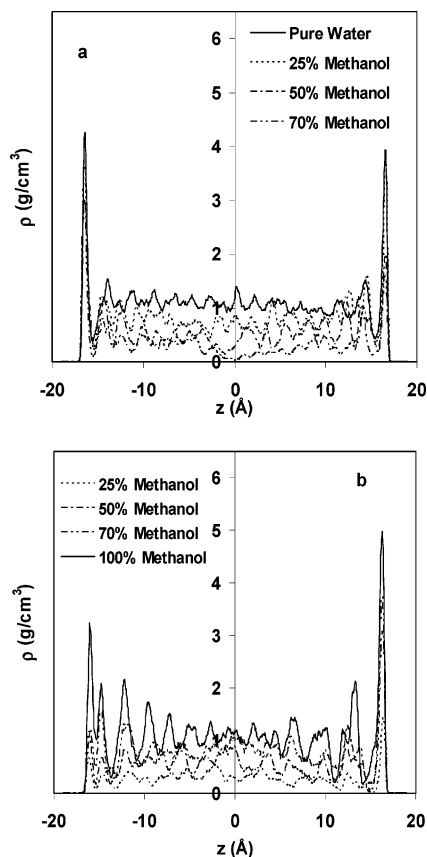 a
Pure Water
25% Methanol
50% Methanol
70% Methanol
ρ (g/cm³)
6
5
4
3
2
1
0
-20 -10 0 10 20
z (Å)
b
25% Methanol
50% Methanol
70% Methanol
100% Methanol
ρ (g/cm³)
6
5
4
3
2
1
0
-20 -10 0 10 20
z (Å)